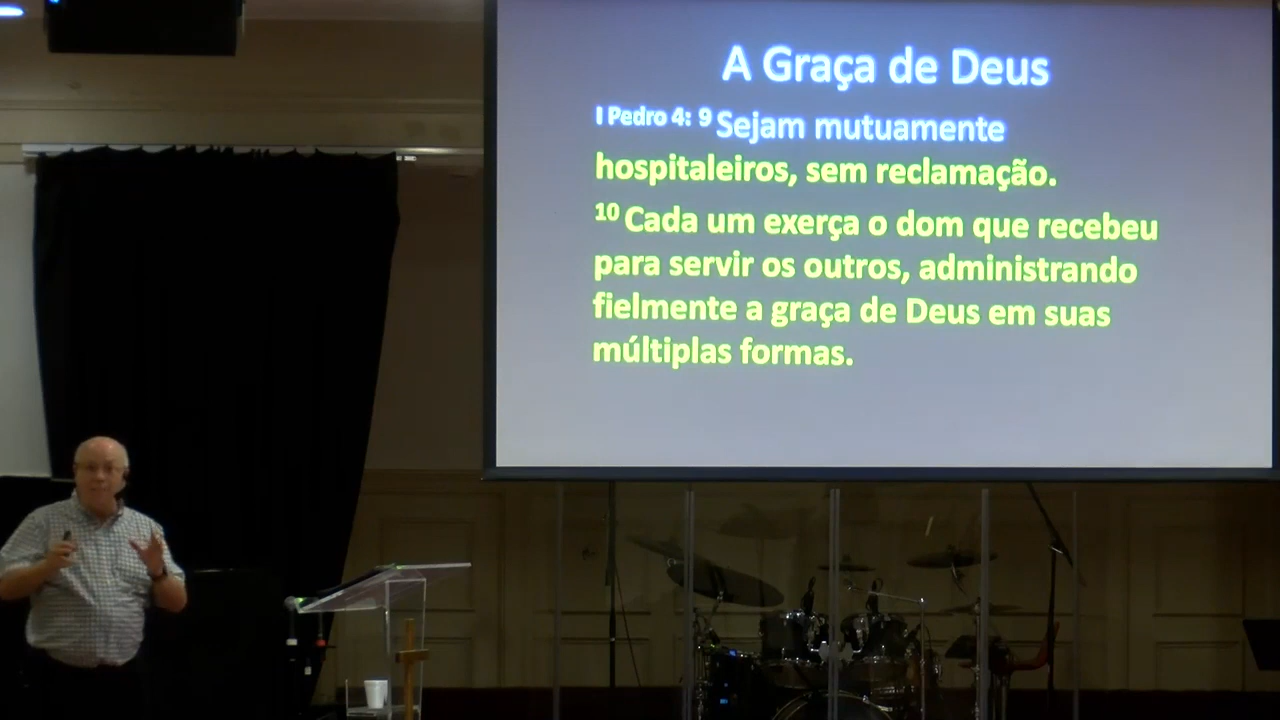 A Graça de Deus
I Pedro 4: 9 Sejam mutuamente
hospitaleiros, sem reclamação.
10 Cada um exerça o dom que recebeu
para servir os outros, administrando
fielmente a graça de Deus em suas
múltiplas formas.